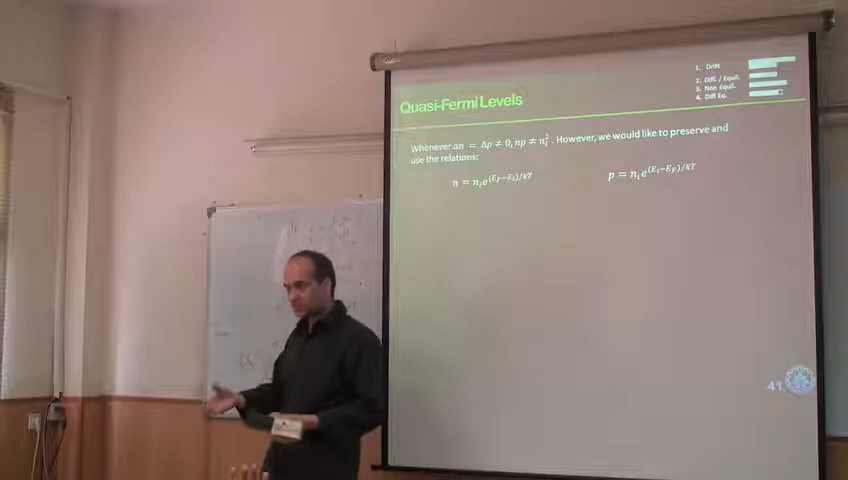 Quasi-Fermi Levels
1. Drift
2. Diff. / Equil.
3. Non Equil.
4. Diff Eq.
Whenever Δn = Δp ≠ 0, np ≠ nᵢ². However, we would like to preserve and
use the relations:
n = nᵢe^(E_F−E_i)/kT p = nᵢe^(E_i−E_F)/kT
41